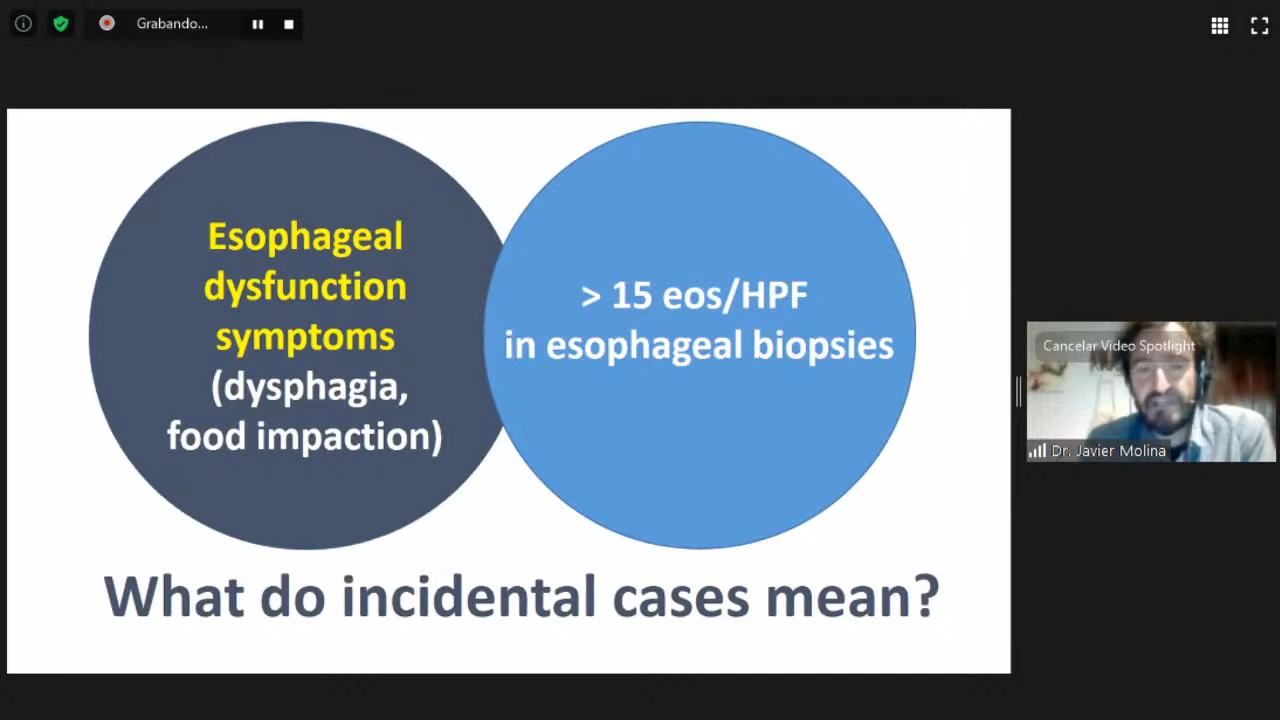 Grabando...
Esophageal
dysfunction
symptoms
(dysphagia,
food impaction)
> 15 eos/HPF
in esophageal biopsies
What do incidental cases mean?
Cancelar Video Spotlight
Dr. Javier Molina